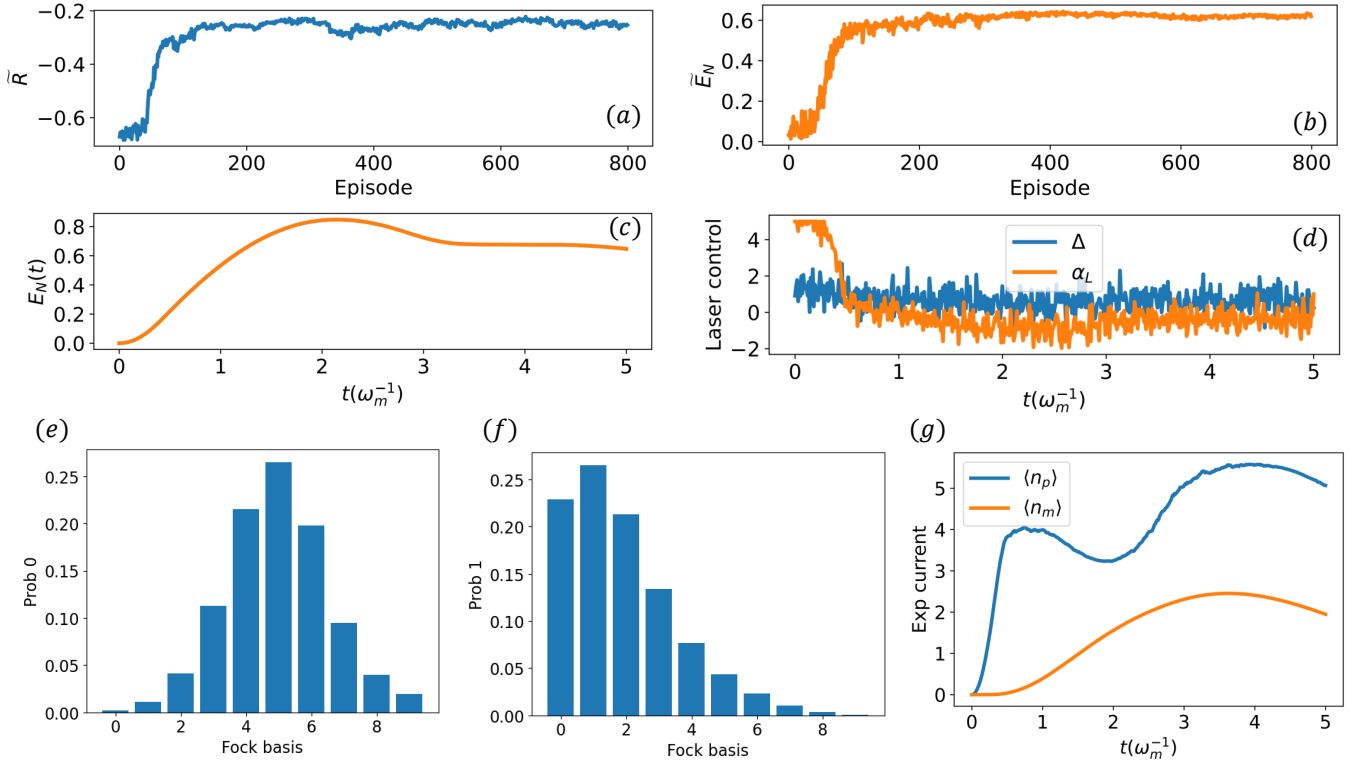 −0.2
−0.4
−0.6
R̃
(a)
0 200 400 600 800
Episode
0.6
0.4
0.2
0.0
Ẽ_N
(b)
0 200 400 600 800
Episode
0.8
0.6
0.4
0.2
0.0
E_N(t)
(c)
0 1 2 3 4 5
t(ω_m^{-1})
4
2
0
−2
Laser control
Δ
α_L
(d)
0 1 2 3 4 5
t(ω_m^{-1})
(e)
0.25
0.20
0.15
0.10
0.05
0.00
Prob 0
0 2 4 6 8
Fock basis
(f)
0.25
0.20
0.15
0.10
0.05
0.00
Prob 1
0 2 4 6 8
Fock basis
(g)
5
4
3
2
1
0
Exp current
⟨n_p⟩
⟨n_m⟩
0 1 2 3 4 5
t(ω_m^{-1})